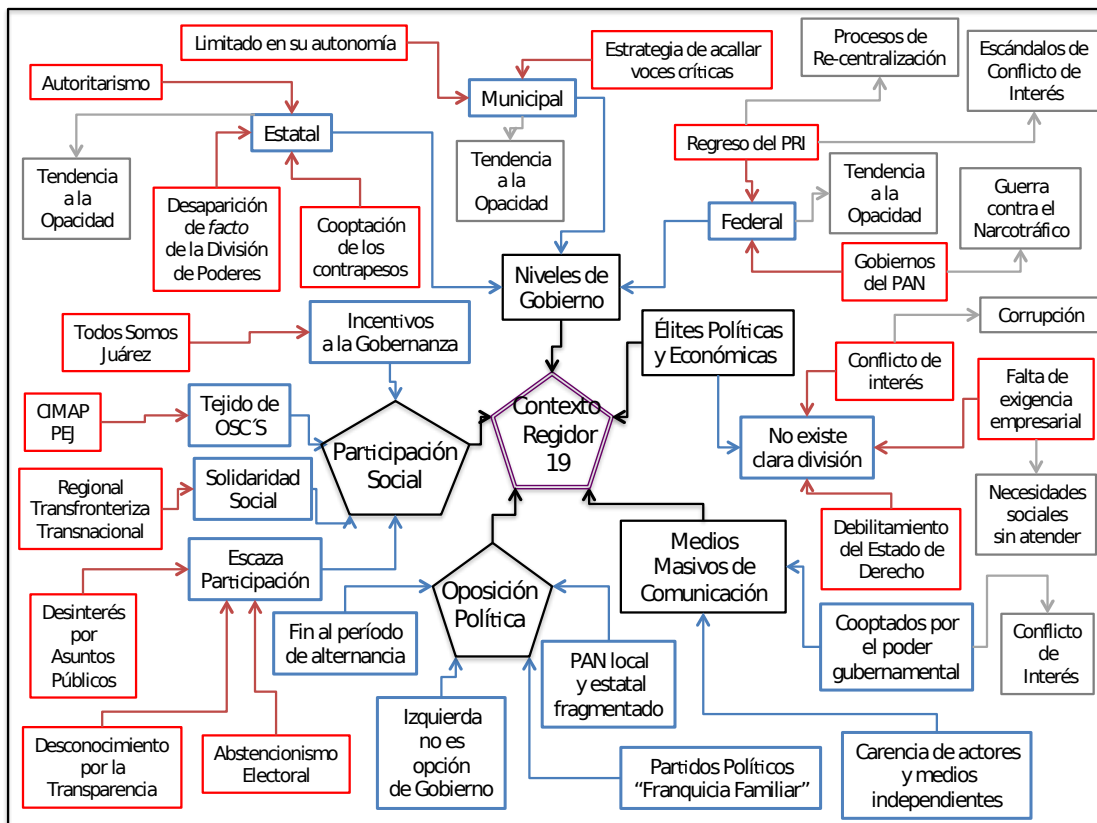 Limitado en su autonomía
Estrategia de acallar
voces críticas
Procesos de
Re-centralización
Escándalos de
Conflicto de
Interés
Autoritarismo
Municipal
Estatal
Regreso del PRI
Tendencia
a la
Opacidad
Tendencia
a la
Opacidad
Tendencia
a la
Opacidad
Guerra
contra el
Narcotráfico
Desaparición
de facto
de la División
de Poderes
Cooptación
de los
contrapesos
Federal
Gobiernos
del PAN
Niveles de
Gobierno
Todos Somos
Juárez
Incentivos
a la Gobernanza
Élites Políticas
y Económicas
Corrupción
Conflicto de
interés
CIMAP
PEJ
Tejido de
OSC´S
Participación
Social
Contexto
Regidor
19
No existe
clara división
Falta de
exigencia
empresarial
Regional
Transfronteriza
Transnacional
Solidaridad
Social
Necesidades
sociales
sin atender
Escaza
Participación
Medios
Masivos de
Comunicación
Debilitamiento
del Estado de
Derecho
Desinterés
por
Asuntos
Públicos
Oposición
Política
Fin al período
de alternancia
PAN local
y estatal
fragmentado
Cooptados por
el poder
gubernamental
Conflicto
de
Interés
Desconocimiento
por la
Transparencia
Abstencionismo
Electoral
Izquierda
no es
opción
de Gobierno
Partidos Políticos
“Franquicia Familiar”
Carencia de actores
y medios
independientes